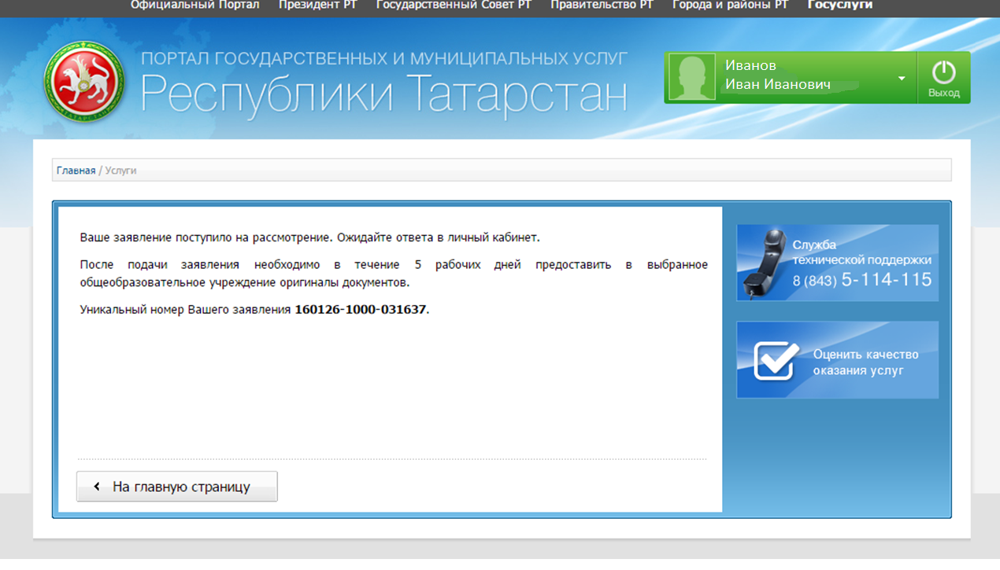 Официальный Портал Президент РТ Государственный Совет РТ Правительство РТ Города и районы РТ Госуслуги
ПОРТАЛ ГОСУДАРСТВЕННЫХ И МУНИЦИПАЛЬНЫХ УСЛУГ
Республики Татарстан
Иванов
Иван Иванович
Выход
ТАТАРСТАН
Главная / Услуги
Ваше заявление поступило на рассмотрение. Ожидайте ответа в личный кабинет.
После подачи заявления необходимо в течение 5 рабочих дней предоставить в выбранное
общеобразовательное учреждение оригиналы документов.
Уникальный номер Вашего заявления 160126-1000-031637.
На главную страницу
Служба
технической поддержки
8 (843) 5-114-115
Оценить качество
оказания услуг